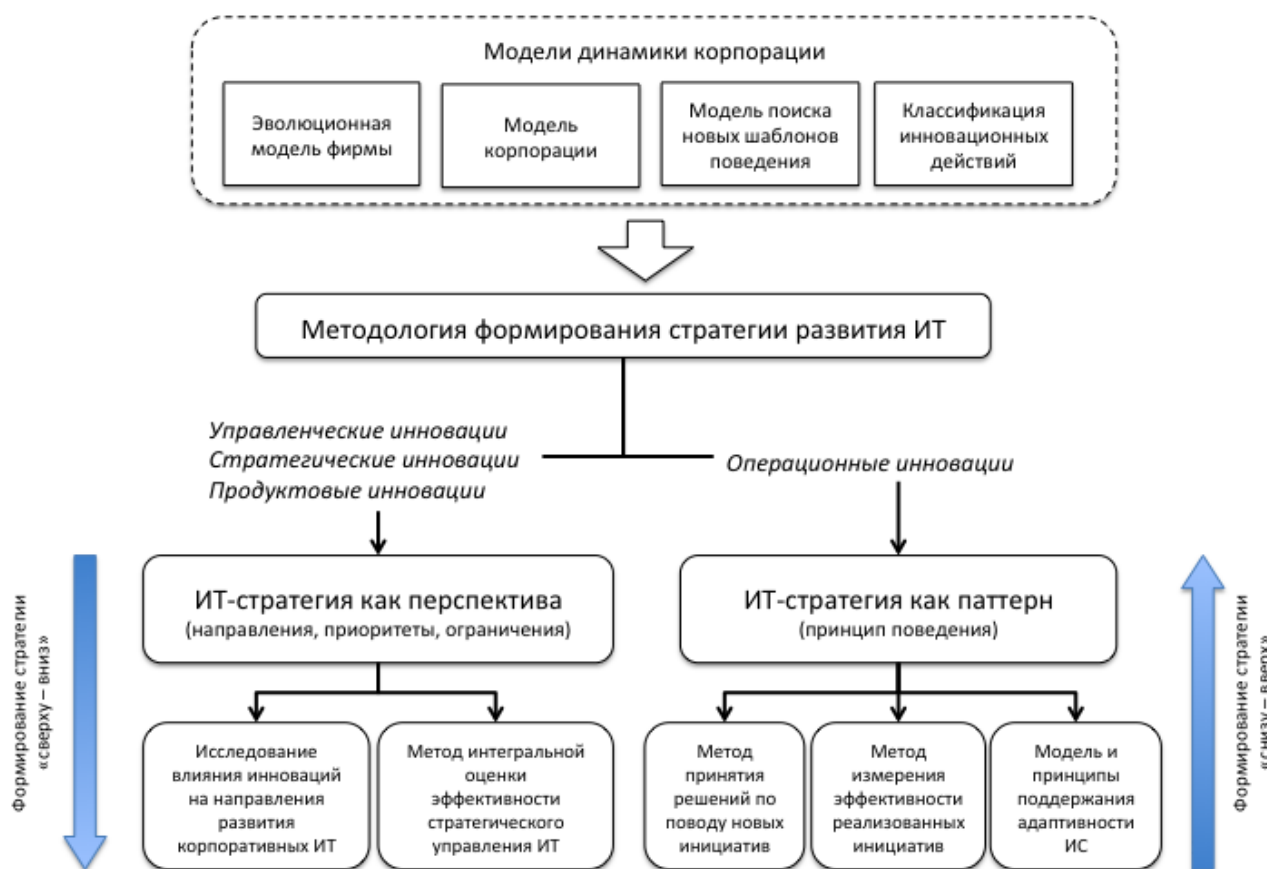 Модели динамики корпорации
Эволюционная
модель фирмы
Модель
корпорации
Модель поиска
новых шаблонов
поведения
Классификация
инновационных
действий
Методология формирования стратегии развития ИТ
Управленческие инновации
Стратегические инновации
Продуктовые инновации
Операционные инновации
Формирование стратегии
«сверху – вниз»
ИТ-стратегия как перспектива
(направления, приоритеты, ограничения)
ИТ-стратегия как паттерн
(принцип поведения)
Формирование стратегии
«снизу – вверх»
Исследование
влияния инноваций
на направления
развития
корпоративных ИТ
Метод интегральной
оценки
эффективности
стратегического
управления ИТ
Метод
принятия
решений по
поводу новых
инициатив
Метод
измерения
эффективности
реализованных
инициатив
Модель и
принципы
поддержания
адаптивности
ИС